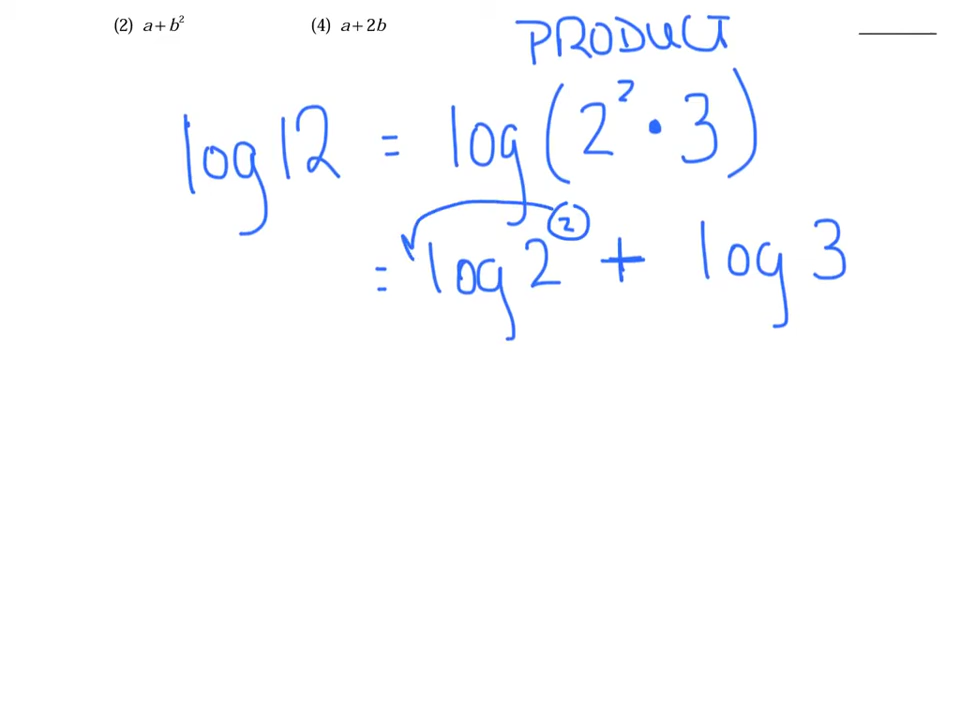 (2) a+b² (4) a+2b
PRODUCT
log 12 = log(2² • 3)
= log 2² + log 3